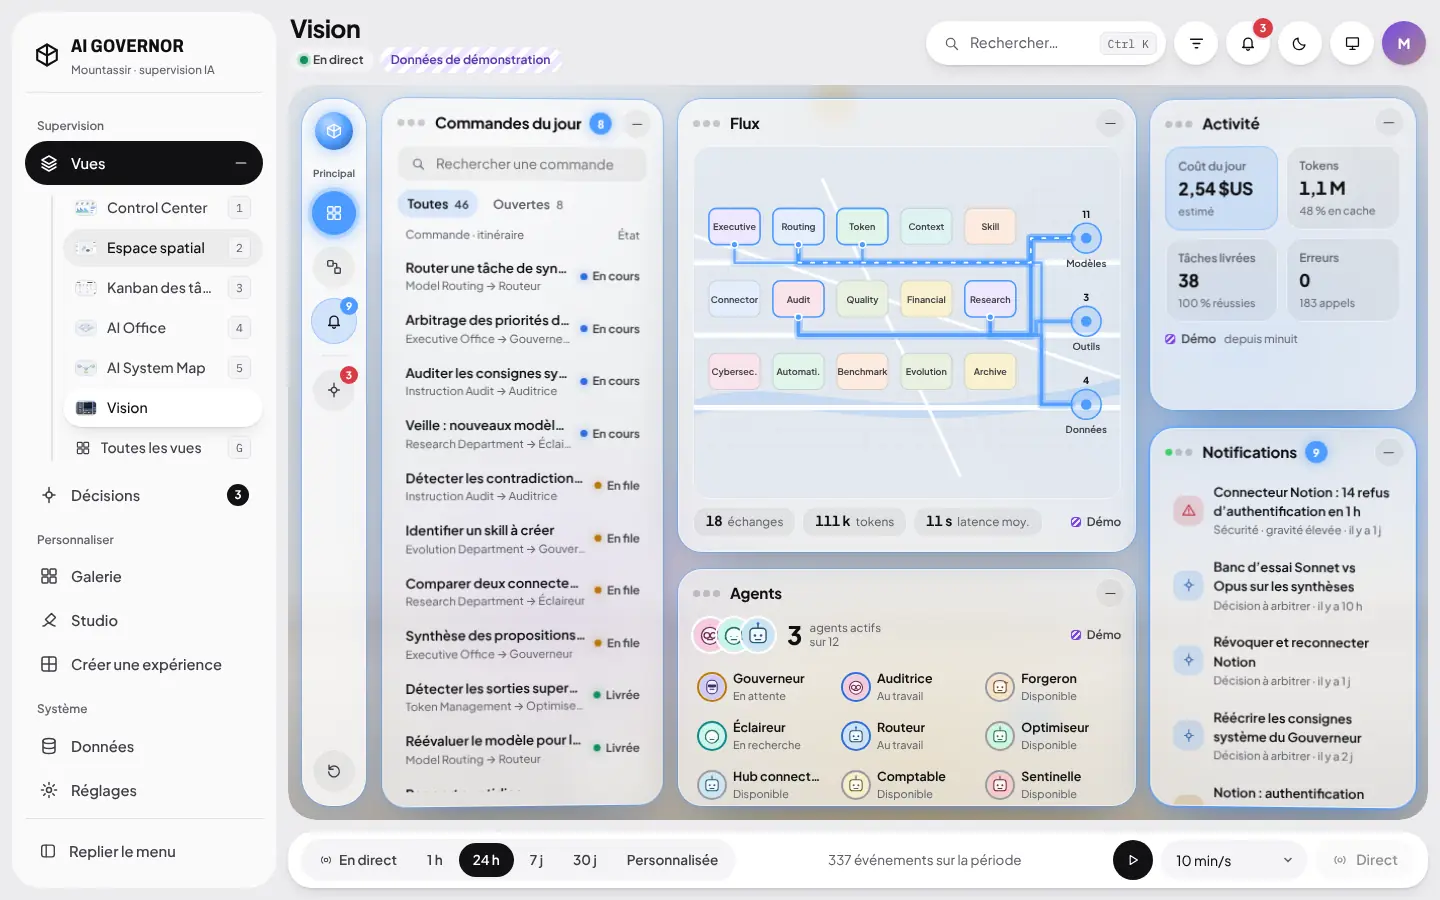 AI GOVERNOR
Mountassir · supervision IA
Supervision
Vues
Control Center 1
Espace spatial 2
Kanban des tâ... 3
AI Office 4
AI System Map 5
Vision
Toutes les vues G
Décisions 3
Personnaliser
Galerie
Studio
Créer une expérience
Système
Données
Réglages
Replier le menu
Vision
En direct
Données de démonstration
Rechercher...
Ctrl K
3
M
Principal
9
3
Commandes du jour 8
Rechercher une commande
Toutes 46 Ouvertes 8
Commande · itinéraire État
Router une tâche de syn...
Model Routing → Routeur
En cours
Arbitrage des priorités d...
Executive Office → Gouverne...
En cours
Auditer les consignes sy...
Instruction Audit → Auditrice
En cours
Veille : nouveaux modèl...
Research Department → Éclai...
En cours
Détecter les contradiction...
Instruction Audit → Auditrice
En file
Identifier un skill à créer
Evolution Department → Gouver...
En file
Comparer deux connecte...
Research Department → Éclaireur
En file
Synthèse des propositions...
Executive Office → Gouverneur
En file
Détecter les sorties super...
Token Management → Optimise...
Livrée
Réévaluer le modèle pour l...
Model Routing → Routeur
Livrée
Flux
Executive Routing Token Context Skill
Connector Audit Quality Financial Research
Cybersec. Automati. Benchmark Evolution Archive
11
Modèles
3
Outils
4
Données
18 échanges
111 k tokens
11 s latence moy.
Démo
Agents
3 agents actifs
sur 12
Démo
Gouverneur
En attente
Auditrice
Au travail
Forgeron
Disponible
Éclaireur
En recherche
Routeur
Au travail
Optimiseur
Disponible
Hub connect...
Disponible
Comptable
Disponible
Sentinelle
Disponible
Activité
Coût du jour
2,54 $US
estimé
Tokens
1,1 M
48 % en cache
Tâches livrées
38
100 % réussies
Erreurs
0
183 appels
Démo depuis minuit
Notifications 9
Connecteur Notion : 14 refus
d'authentification en 1 h
Sécurité · gravité élevée · il y a 1 j
Banc d'essai Sonnet vs
Opus sur les synthèses
Décision à arbitrer · il y a 10 h
Révoquer et reconnecter
Notion
Décision à arbitrer · il y a 1 j
Réécrire les consignes
système du Gouverneur
Décision à arbitrer · il y a 2 j
Notion : authentification
En direct 1 h 24 h 7 j 30 j Personnalisée
337 événements sur la période
10 min/s
Direct